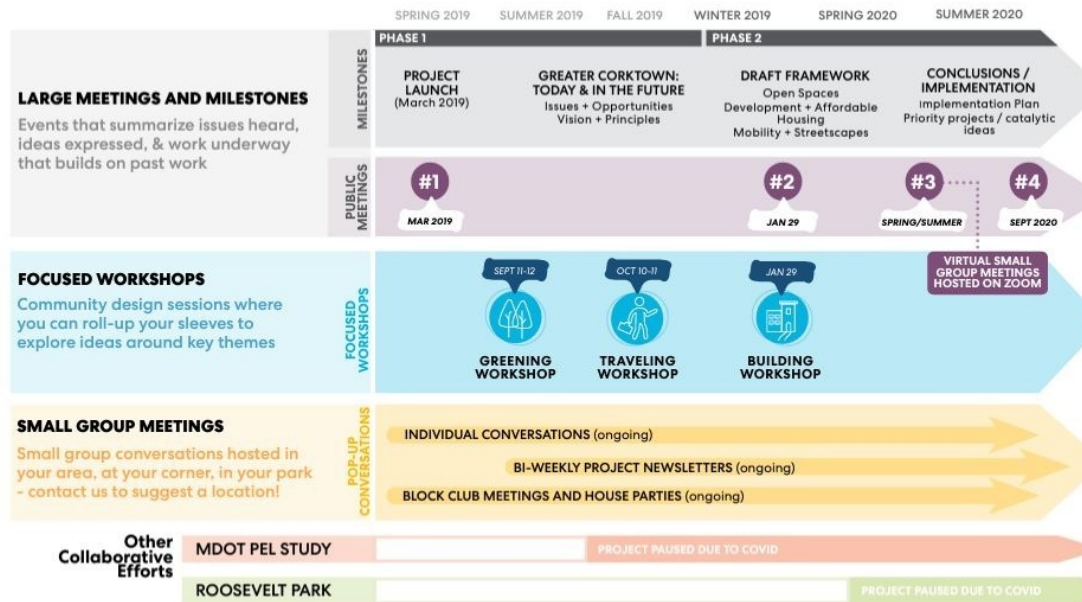 SPRING 2019 SUMMER 2019 FALL 2019 WINTER 2019 SPRING 2020 SUMMER 2020
PHASE 1
PHASE 2
LARGE MEETINGS AND MILESTONES
Events that summarize issues heard,
ideas expressed, & work underway
that builds on past work
MILESTONES
PROJECT
LAUNCH
(March 2019)
GREATER CORKTOWN:
TODAY & IN THE FUTURE
Issues + Opportunities
Vision + Principles
DRAFT FRAMEWORK
Open Spaces
Development + Affordable
Housing
Mobility + Streetscapes
CONCLUSIONS /
IMPLEMENTATION
Implementation Plan
Priority projects / catalytic
ideas
PUBLIC
MEETINGS
#1
MAR 2019
#2
JAN 29
#3
SPRING/SUMMER
#4
SEPT 2020
VIRTUAL SMALL
GROUP MEETINGS
HOSTED ON ZOOM
FOCUSED WORKSHOPS
Community design sessions where
you can roll-up your sleeves to
explore ideas around key themes
FOCUSED
WORKSHOPS
SEPT 11-12
GREENING
WORKSHOP
OCT 10-11
TRAVELING
WORKSHOP
JAN 29
BUILDING
WORKSHOP
SMALL GROUP MEETINGS
Small group conversations hosted in
your area, at your corner, in your park
- contact us to suggest a location!
POP-UP
CONVERSATIONS
INDIVIDUAL CONVERSATIONS (ongoing)
BI-WEEKLY PROJECT NEWSLETTERS (ongoing)
BLOCK CLUB MEETINGS AND HOUSE PARTIES (ongoing)
Other
Collaborative
Efforts
MDOT PEL STUDY
PROJECT PAUSED DUE TO COVID
ROOSEVELT PARK
PROJECT PAUSED DUE TO COVID